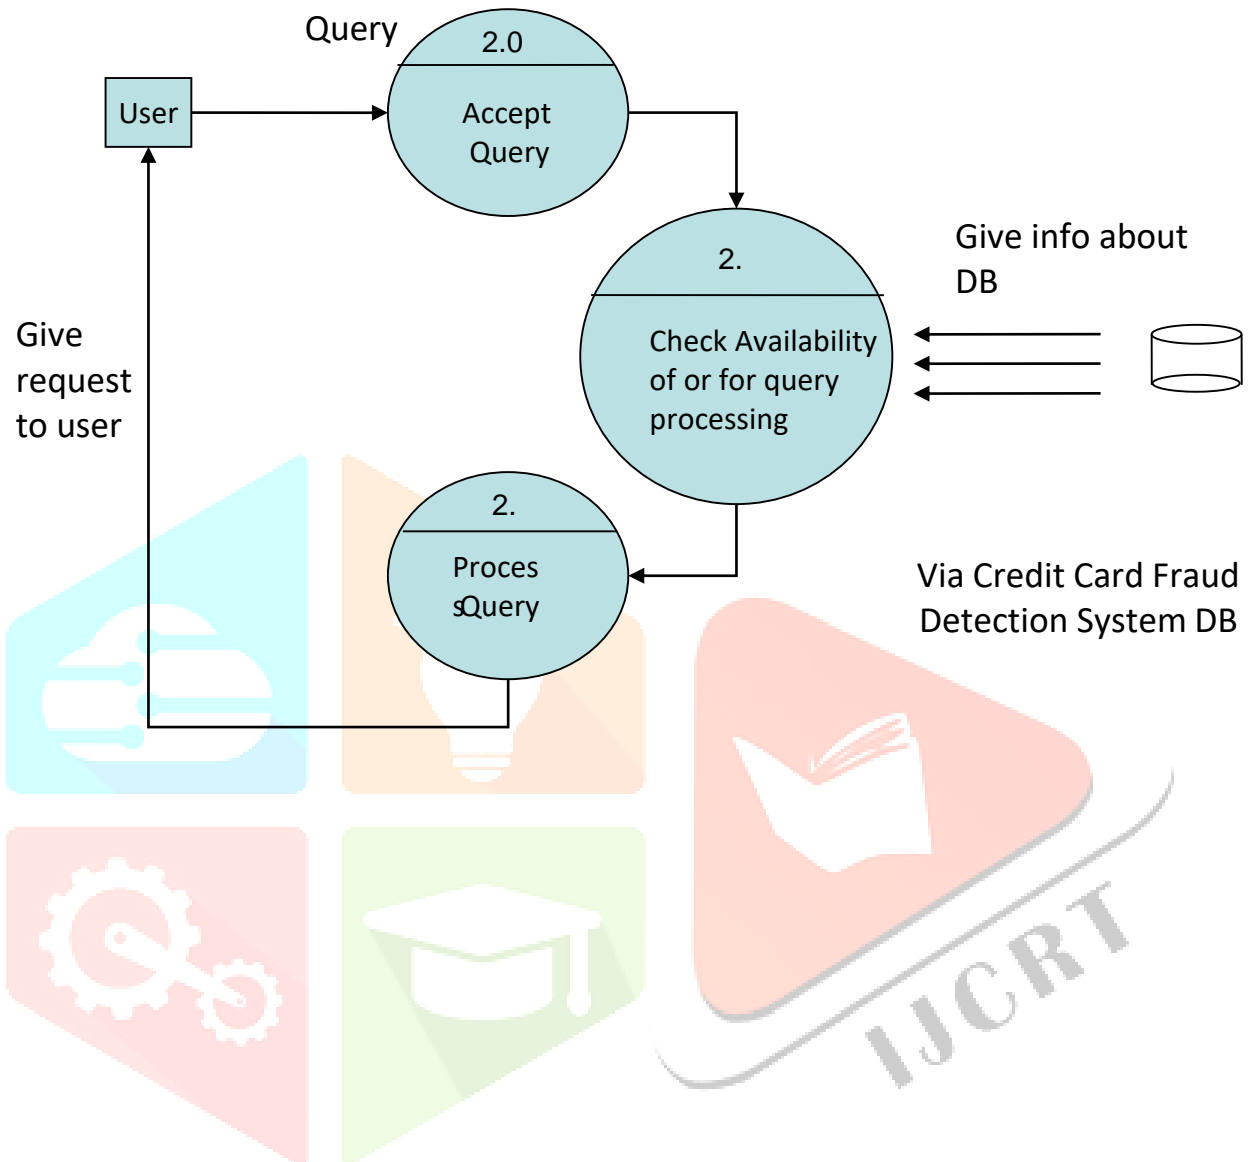 Query
2.0
User
Accept
Query
2.
Give info about
DB
Check Availability
of or for query
processing
Give
request
to user
2.
Proces
sQuery
Via Credit Card Fraud
Detection System DB
IJCRT